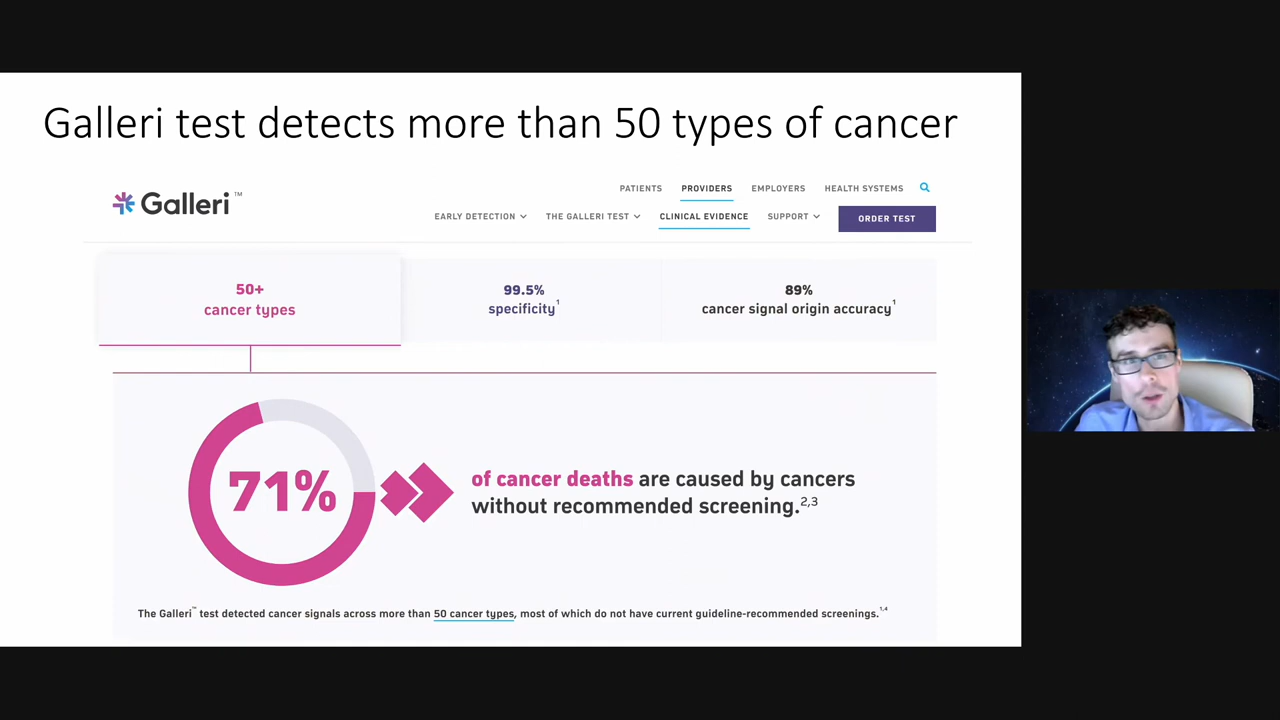 Galleri test detects more than 50 types of cancer
Galleri™
PATIENTS PROVIDERS EMPLOYERS HEALTH SYSTEMS
EARLY DETECTION THE GALLERI TEST CLINICAL EVIDENCE SUPPORT ORDER TEST
50+
cancer types
99.5%
specificity¹
89%
cancer signal origin accuracy¹
71%
of cancer deaths are caused by cancers
without recommended screening.²,³
The Galleri™ test detected cancer signals across more than 50 cancer types, most of which do not have current guideline-recommended screenings.¹,⁴